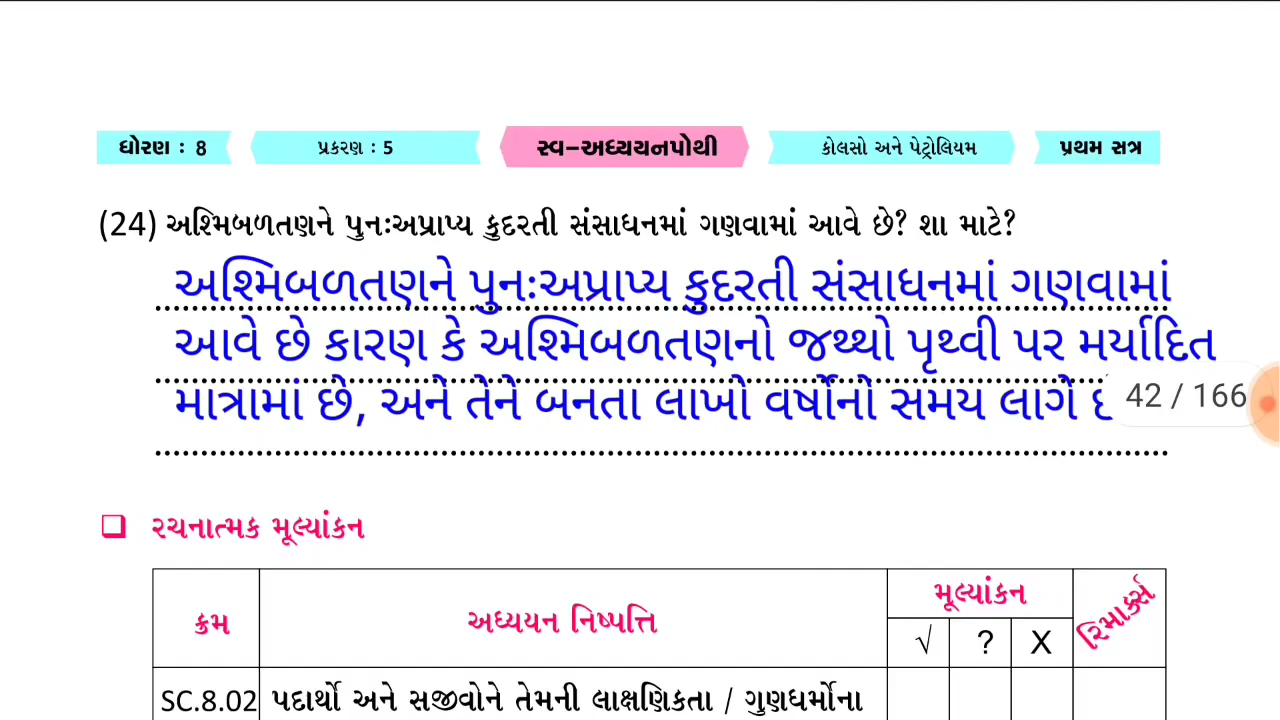 ધોરણ : 8 પ્રકરણ : 5 સ્વ-અધ્યયનપોથી કોલસો અને પેટ્રોલિયમ પ્રથમ સત્ર
(24) અશ્મિબળતણને પુનઃઅપ્રાપ્ય કુદરતી સંસાધનમાં ગણવામાં આવે છે? શા માટે?
અશ્મિબળતણને પુનઃઅપ્રાપ્ય કુદરતી સંસાધનમાં ગણવામાં
આવે છે કારણ કે અશ્મિબળતણનો જથ્થો પૃથ્વી પર મર્યાદિત
માત્રામાં છે, અને તેને બનતા લાખો વર્ષોનો સમય લાગે
42 / 166
❑ રચનાત્મક મૂલ્યાંકન
ક્રમ અધ્યયન નિષ્પત્તિ મૂલ્યાંકન રિમાર્ક્સ
√ ? X
SC.8.02 પદાર્થો અને સજીવોને તેમની લાક્ષણિકતા / ગુણધર્મોના